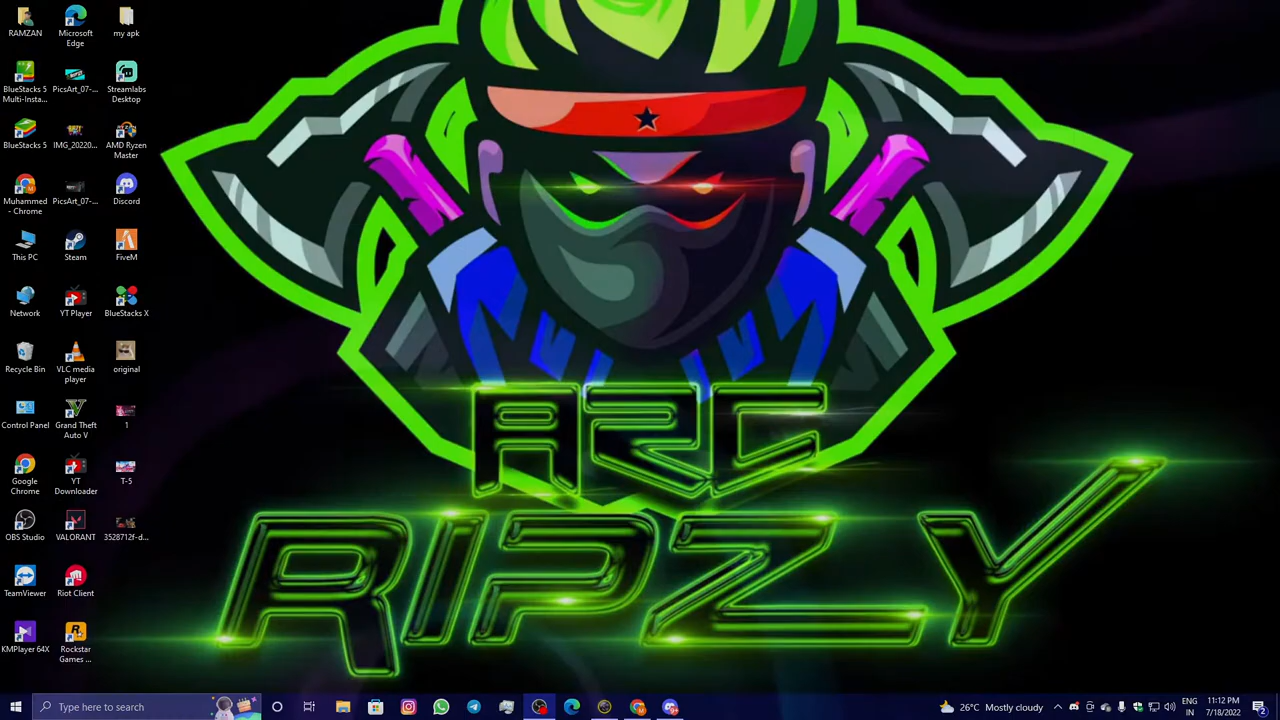 RAMZAN
Microsoft
Edge
my apk
BlueStacks 5
Multi-Insta...
PicsArt_07-...
Streamlabs
Desktop
BlueStacks 5
IMG_20220...
AMD Ryzen
Master
Muhammed
- Chrome
PicsArt_07-...
Discord
This PC
Steam
FiveM
Network
YT Player
BlueStacks X
Recycle Bin
VLC media
player
original
Control Panel
Grand Theft
Auto V
1
Google
Chrome
YT
Downloader
T-5
OBS Studio
VALORANT
3528712f-d...
TeamViewer
Riot Client
KMPlayer 64X
Rockstar
Games ...
ARG
RIPZY
Type here to search
26°C Mostly cloudy
ENG
IN
11:12 PM
7/18/2022
2